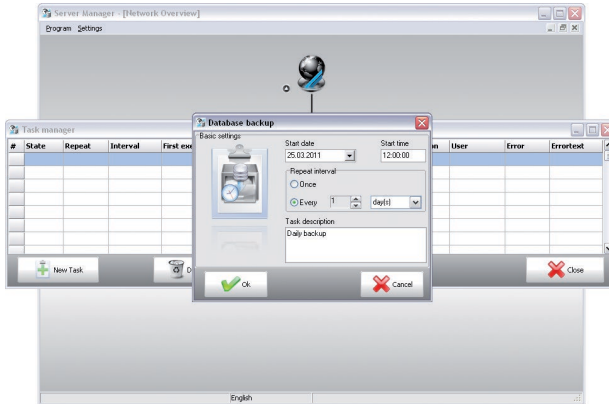 Server Manager - [Network Overview]
Program Settings
Database backup
Task manager
Basic settings
# State Repeat Interval First exe
User Error Errortext
Start date Start time
25.03.2011 12:00:00
Repeat interval
Once
Every 1 day(s)
Task description
Daily backup
New Task
Close
Ok Cancel
English